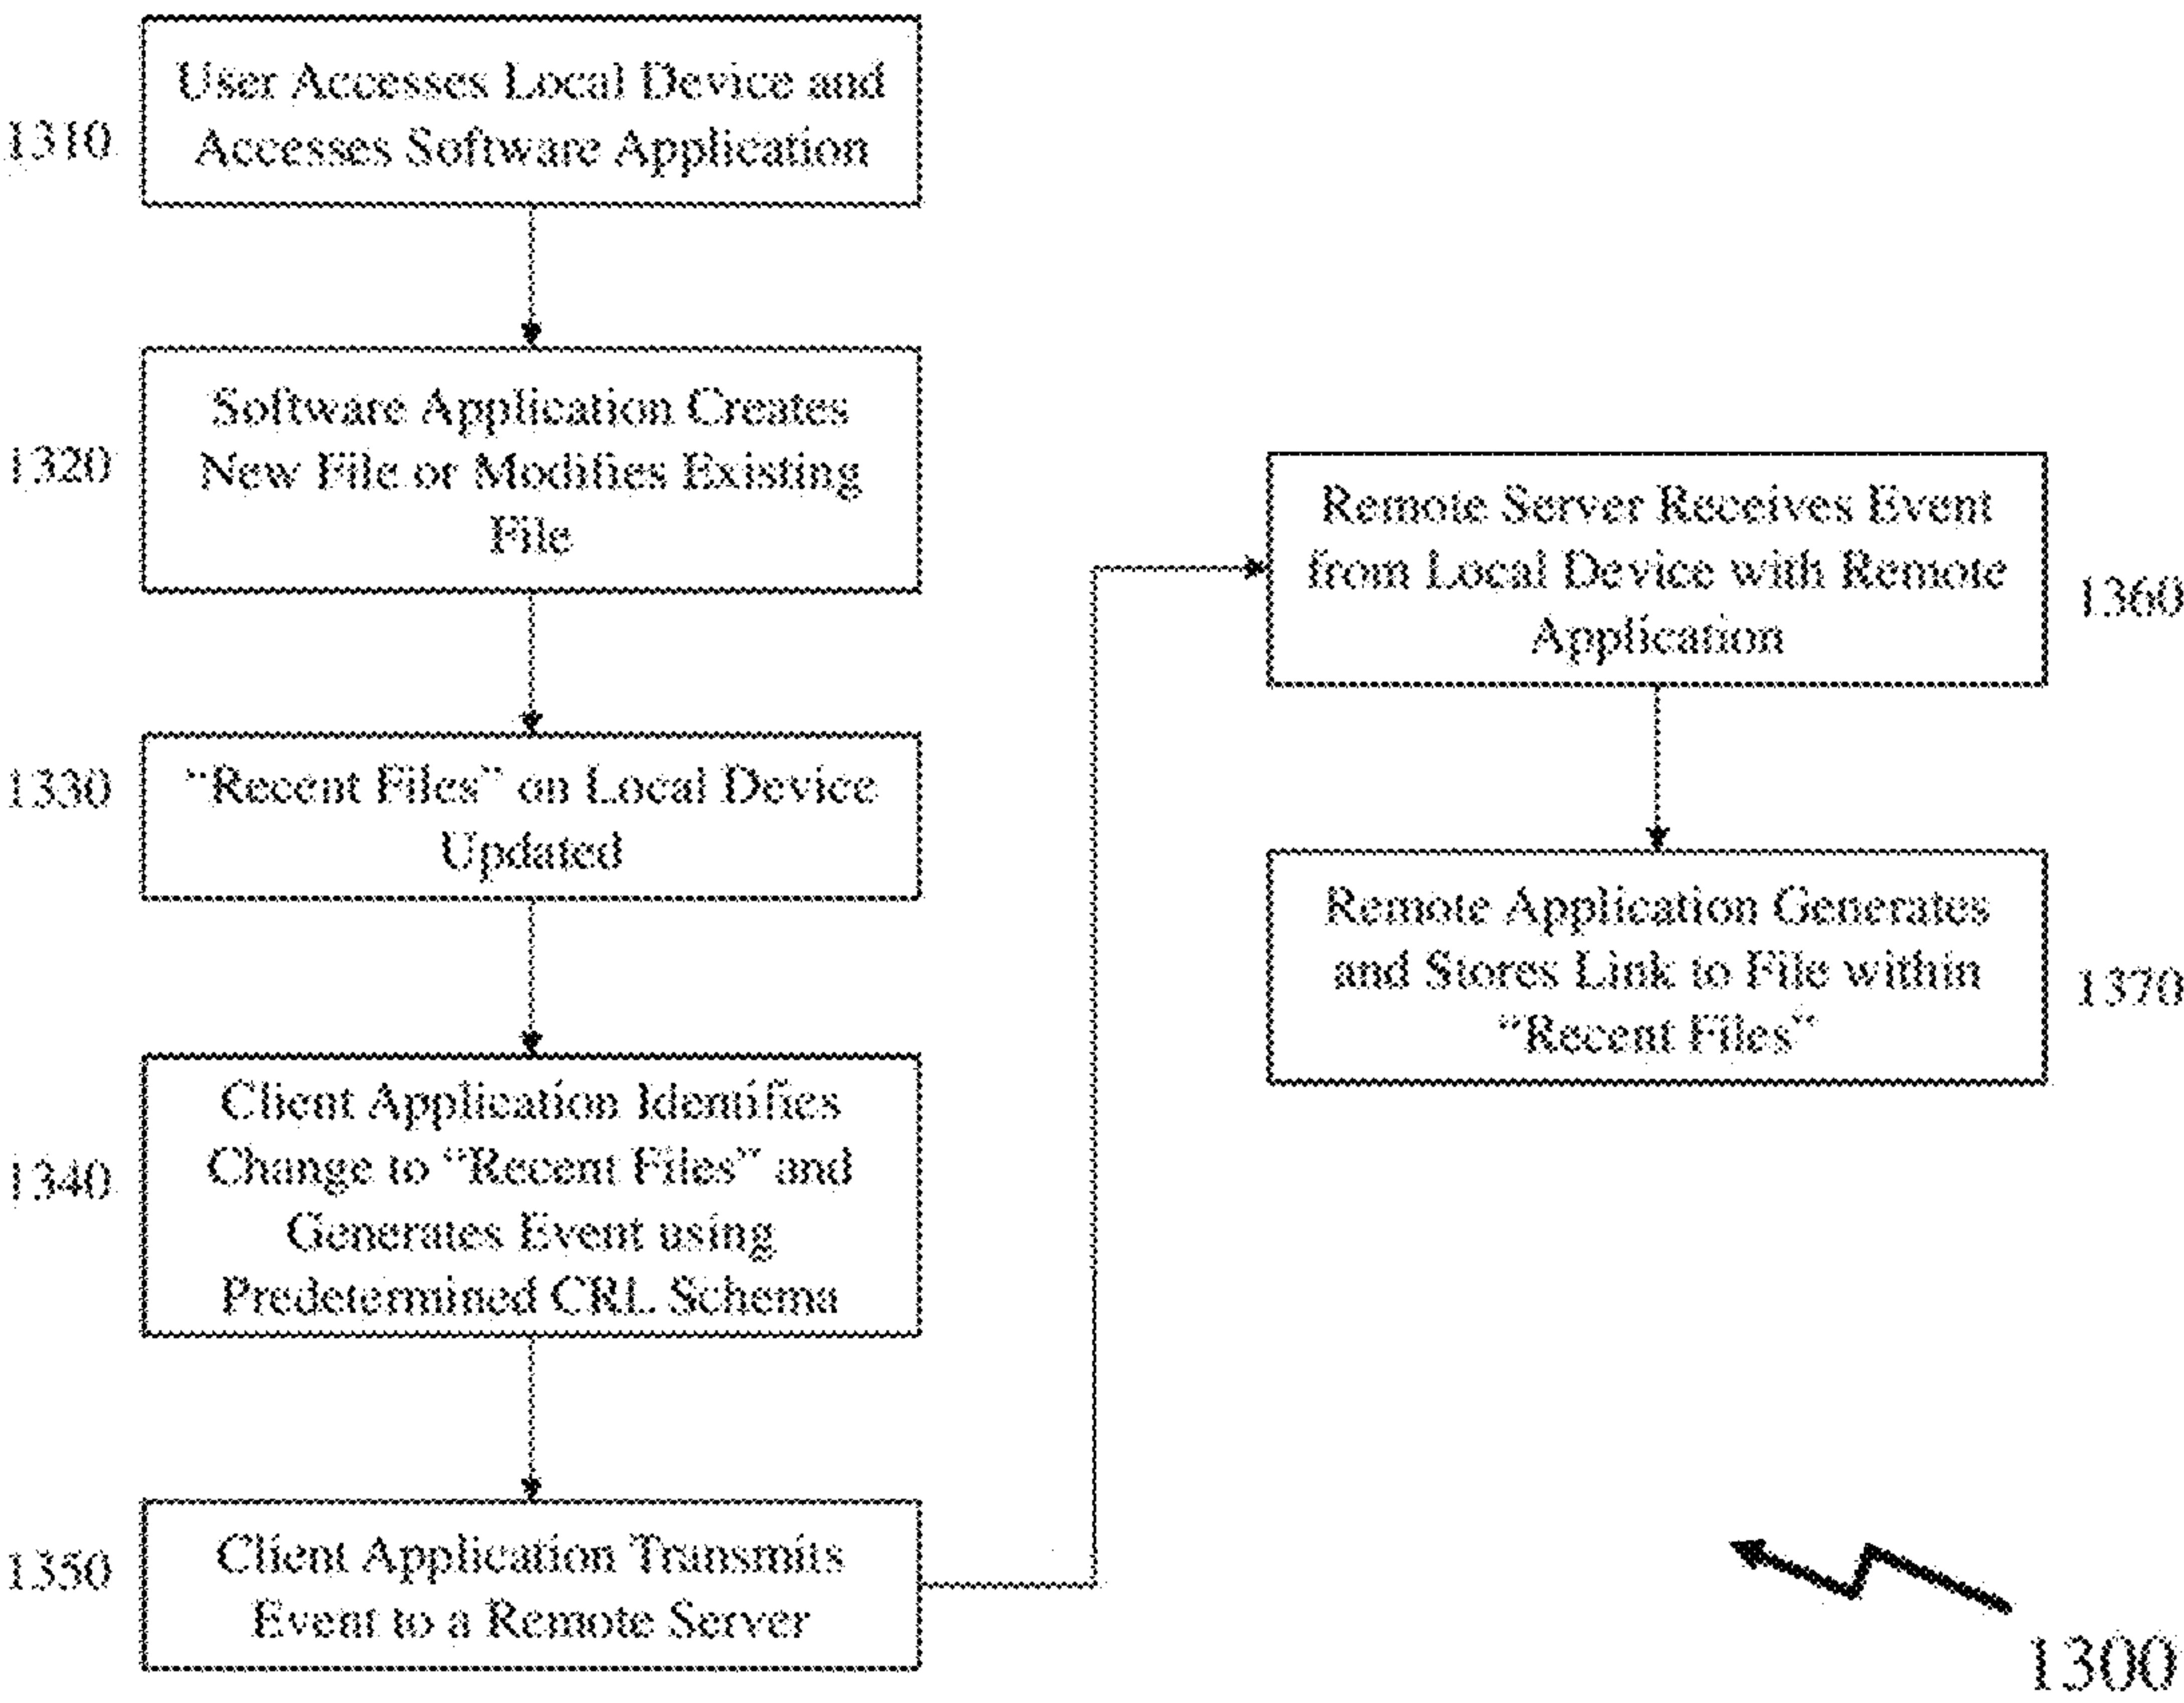 1310
User Accesses Local Device and
Accesses Software Application
1320
Software Application Creates
New File or Modifies Existing
File
1330
“Recent Files” on Local Device
Updated
1340
Client Application Identifies
Change to “Recent Files” and
Generates Event using
Predetermined CRL Schema
1350
Client Application Transmits
Event to a Remote Server
Remote Server Receives Event
from Local Device with Remote
Application
1360
Remote Application Generates
and Stores Link to File within
“Recent Files”
1370
1300